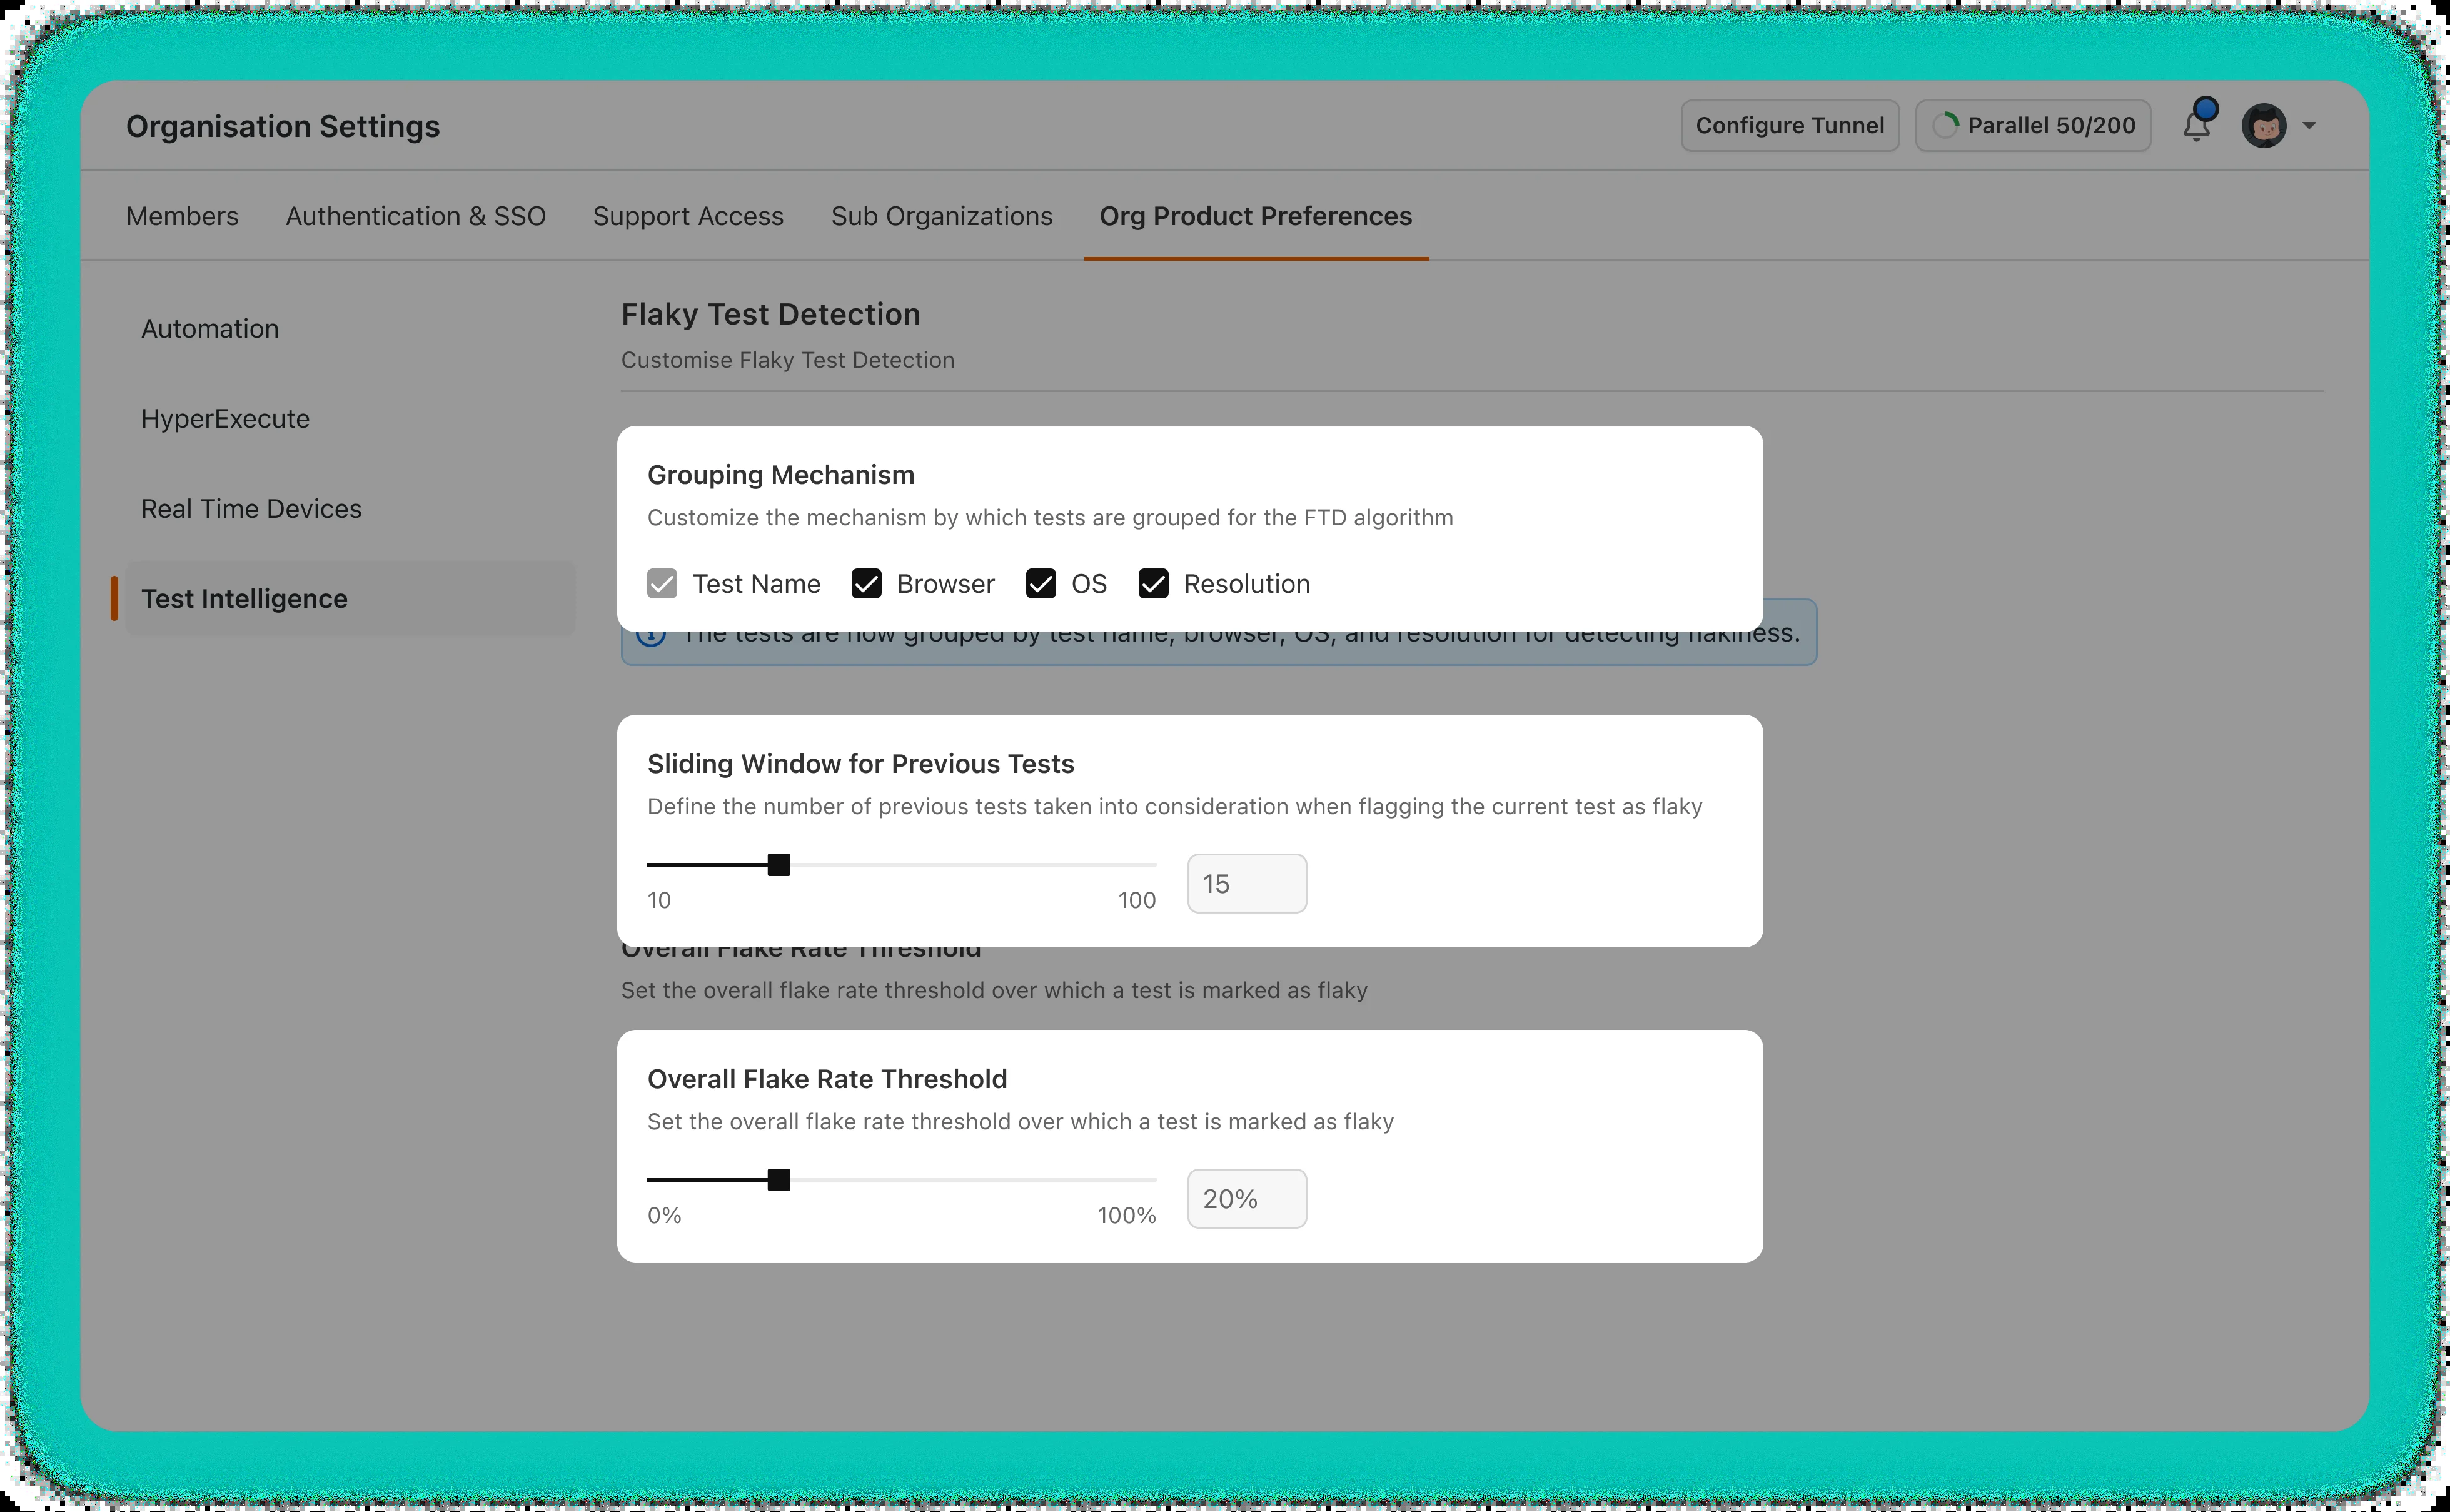 Organisation Settings
Configure Tunnel
Parallel 50/200
Members
Authentication & SSO
Support Access
Sub Organizations
Org Product Preferences
Automation
HyperExecute
Real Time Devices
Test Intelligence
Flaky Test Detection
Customise Flaky Test Detection
Grouping Mechanism
Customize the mechanism by which tests are grouped for the FTD algorithm
Test Name
Browser
OS
Resolution
The tests are now grouped by test name, browser, OS, and resolution for detecting flakiness.
Sliding Window for Previous Tests
Define the number of previous tests taken into consideration when flagging the current test as flaky
10
100
15
Overall Flake Rate Threshold
Set the overall flake rate threshold over which a test is marked as flaky
Overall Flake Rate Threshold
Set the overall flake rate threshold over which a test is marked as flaky
0%
100%
20%